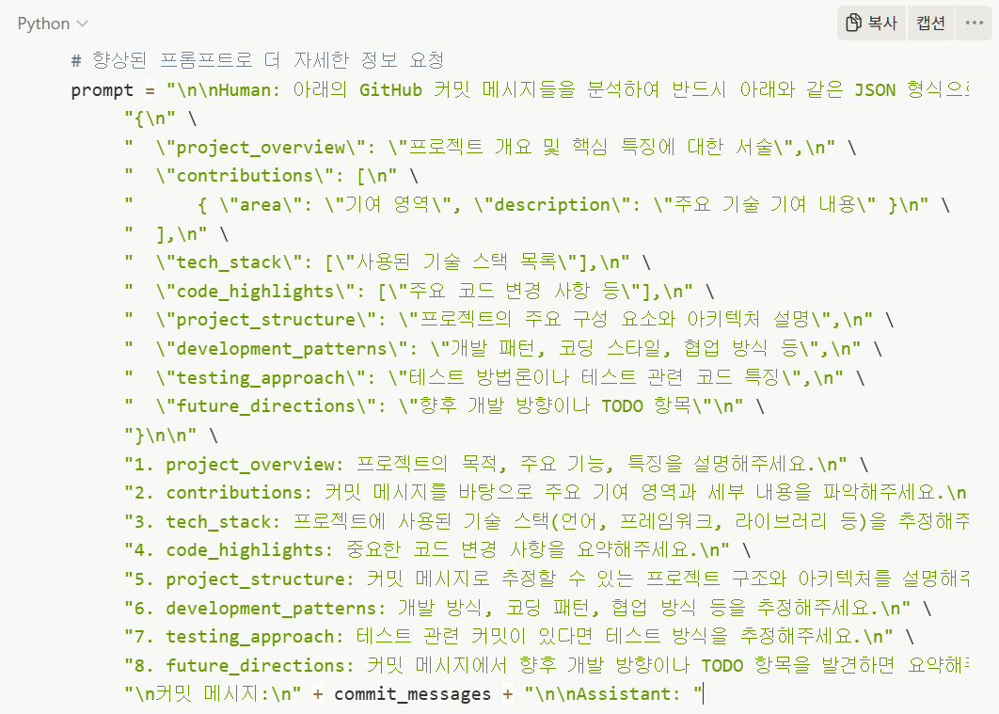 Python
복사 캡션 ···
# 향상된 프롬프트로 더 자세한 정보 요청
prompt = "\n\nHuman: 아래의 GitHub 커밋 메시지들을 분석하여 반드시 아래와 같은 JSON 형식으로
"{\n" \
"  \"project_overview\": \"프로젝트 개요 및 핵심 특징에 대한 서술\",\n" \
"  \"contributions\": [\n" \
"      { \"area\": \"기여 영역\", \"description\": \"주요 기술 기여 내용\" }\n" \
"  ],\n" \
"  \"tech_stack\": [\"사용된 기술 스택 목록\"],\n" \
"  \"code_highlights\": [\"주요 코드 변경 사항 등\"],\n" \
"  \"project_structure\": \"프로젝트의 주요 구성 요소와 아키텍처 설명\",\n" \
"  \"development_patterns\": \"개발 패턴, 코딩 스타일, 협업 방식 등\",\n" \
"  \"testing_approach\": \"테스트 방법론이나 테스트 관련 코드 특징\",\n" \
"  \"future_directions\": \"향후 개발 방향이나 TODO 항목\"\n" \
"}\n\n" \
"1. project_overview: 프로젝트의 목적, 주요 기능, 특징을 설명해주세요.\n" \
"2. contributions: 커밋 메시지를 바탕으로 주요 기여 영역과 세부 내용을 파악해주세요.\n
"3. tech_stack: 프로젝트에 사용된 기술 스택(언어, 프레임워크, 라이브러리 등)을 추정해주
"4. code_highlights: 중요한 코드 변경 사항을 요약해주세요.\n" \
"5. project_structure: 커밋 메시지로 추정할 수 있는 프로젝트 구조와 아키텍처를 설명해주
"6. development_patterns: 개발 방식, 코딩 패턴, 협업 방식 등을 추정해주세요.\n" \
"7. testing_approach: 테스트 관련 커밋이 있다면 테스트 방식을 추정해주세요.\n" \
"8. future_directions: 커밋 메시지에서 향후 개발 방향이나 TODO 항목을 발견하면 요약해주
"\n커밋 메시지:\n" + commit_messages + "\n\nAssistant: "